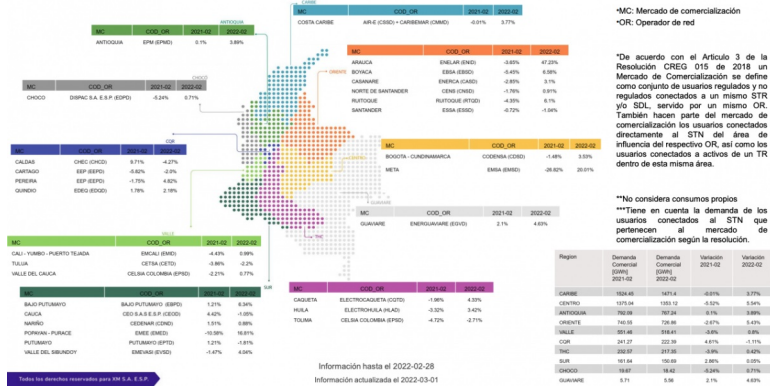 CARIBE
MC COD_OR 2021-02 2022-02
COSTA CARIBE AIR-E (CSSD) + CARIBEMAR (CMMD) -0.01% 3.77%
ANTIOQUIA
MC COD_OR 2021-02 2022-02
ANTIOQUIA EPM (EPMD) 0.1% 3.89%
ORIENTE
MC COD_OR 2021-02 2022-02
ARAUCA ENELAR (ENID) -3.65% 47.23%
BOYACA EBSA (EBSD) -5.45% 6.58%
CASANARE ENERCA (CASD) -2.85% 3.1%
NORTE DE SANTANDER CENS (CNSD) -1.76% 0.91%
RUITOQUE RUITOQUE (RTQD) -4.35% 8.1%
SANTANDER ESSA (ESSD) -0.72% -1.04%
CHOCO
MC COD_OR 2021-02 2022-02
CHOCO DISPAC S.A. E.S.P. (EDPD) -5.24% 0.71%
CQR
MC COD_OR 2021-02 2022-02
CALDAS CHEC (CHCD) 9.71% -4.27%
CARTAGO EEP (EEPD) -5.82% -2.0%
PEREIRA EEP (EEPD) -1.75% 4.82%
QUINDIO EDEQ (EDQD) 1.78% 2.18%
CENTRO
MC COD_OR 2021-02 2022-02
BOGOTA - CUNDINAMARCA CODENSA (CDSD) -1.48% 3.53%
META EMSA (EMSD) -28.82% 20.01%
GUAVIARE
MC COD_OR 2021-02 2022-02
GUAVIARE ENERGUAVIARE (EGVD) 2.1% 4.63%
VALLE
MC COD_OR 2021-02 2022-02
CALI - YUMBO - PUERTO TEJADA EMCALI (EMID) -4.43% 0.99%
TULUA CETSA (CETD) -3.86% -2.2%
VALLE DEL CAUCA CELSIA COLOMBIA (EPSD) -2.21% 0.77%
THC
MC COD_OR 2021-02 2022-02
CAQUETA ELECTROCAQUETA (CQTD) -1.96% 4.33%
HUILA ELECTROHUILA (HLAD) -3.32% 3.42%
TOLIMA CELSIA COLOMBIA (EPSD) -4.72% -2.71%
SUR
MC COD_OR 2021-02 2022-02
BAJO PUTUMAYO BAJO PUTUMAYO (EBPD) 1.21% 6.34%
CAUCA CEO S.A.S E.S.P. (CEOD) 4.42% -1.05%
NARIÑO CEDENAR (CDND) 1.51% 0.88%
POPAYAN - PURACE EMEE (EMED) -10.58% 16.81%
PUTUMAYO PUTUMAYO (EPTD) 1.21% -1.81%
VALLE DEL SIBUNDOY EMEVASI (EVSD) -1.47% 4.04%
*MC: Mercado de comercialización
*OR: Operador de red
*De acuerdo con el Artículo 3 de la
Resolución CREG 015 de 2018 un
Mercado de Comercialización se define
como conjunto de usuarios regulados y no
regulados conectados a un mismo STR
y/o SDL, servido por un mismo OR.
También hacen parte del mercado de
comercialización los usuarios conectados
directamente al STN del área de
influencia del respectivo OR, así como los
usuarios conectados a activos de un TR
dentro de esta misma área.
**No considera consumos propios
***Tiene en cuenta la demanda de los
usuarios conectados al STN que
pertenecen al mercado de
comercialización según la resolución.
Region Demanda Comercial [GWh] 2021-02 Demanda Comercial [GWh] 2022-02 Variación 2021-02 Variación 2022-02
CARIBE 1524.45 1471.4 -0.01% 3.77%
CENTRO 1375.04 1353.12 -5.52% 5.54%
ANTIOQUIA 792.09 767.24 0.1% 3.89%
ORIENTE 740.55 726.86 -2.67% 5.43%
VALLE 551.46 518.41 -3.6% 0.8%
CQR 241.27 222.39 4.61% -1.11%
THC 232.57 217.35 -3.9% 0.42%
SUR 161.64 150.69 2.86% 0.05%
CHOCO 19.67 18.42 -5.24% 0.71%
GUAVIARE 5.71 5.56 2.1% 4.63%
Información hasta el 2022-02-28
Información actualizada el 2022-03-01
Todos los derechos reservados para XM S.A. E.S.P.